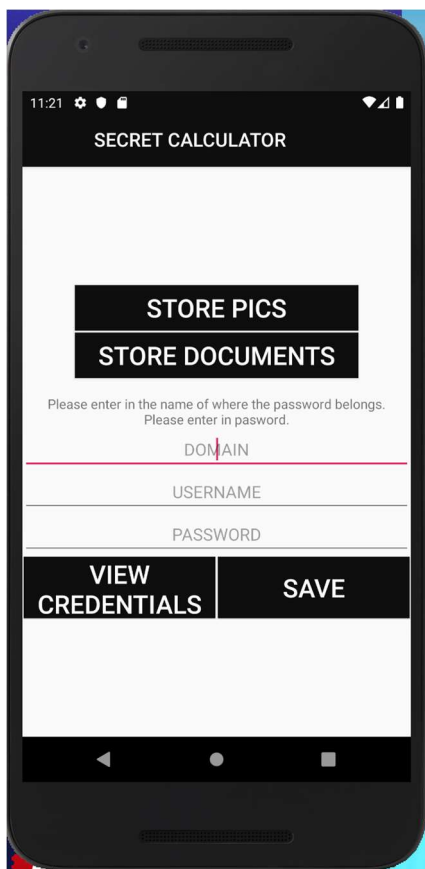 11:21
SECRET CALCULATOR
STORE PICS
STORE DOCUMENTS
Please enter in the name of where the password belongs.
Please enter in pasword.
DOMAIN
USERNAME
PASSWORD
VIEW
CREDENTIALS
SAVE